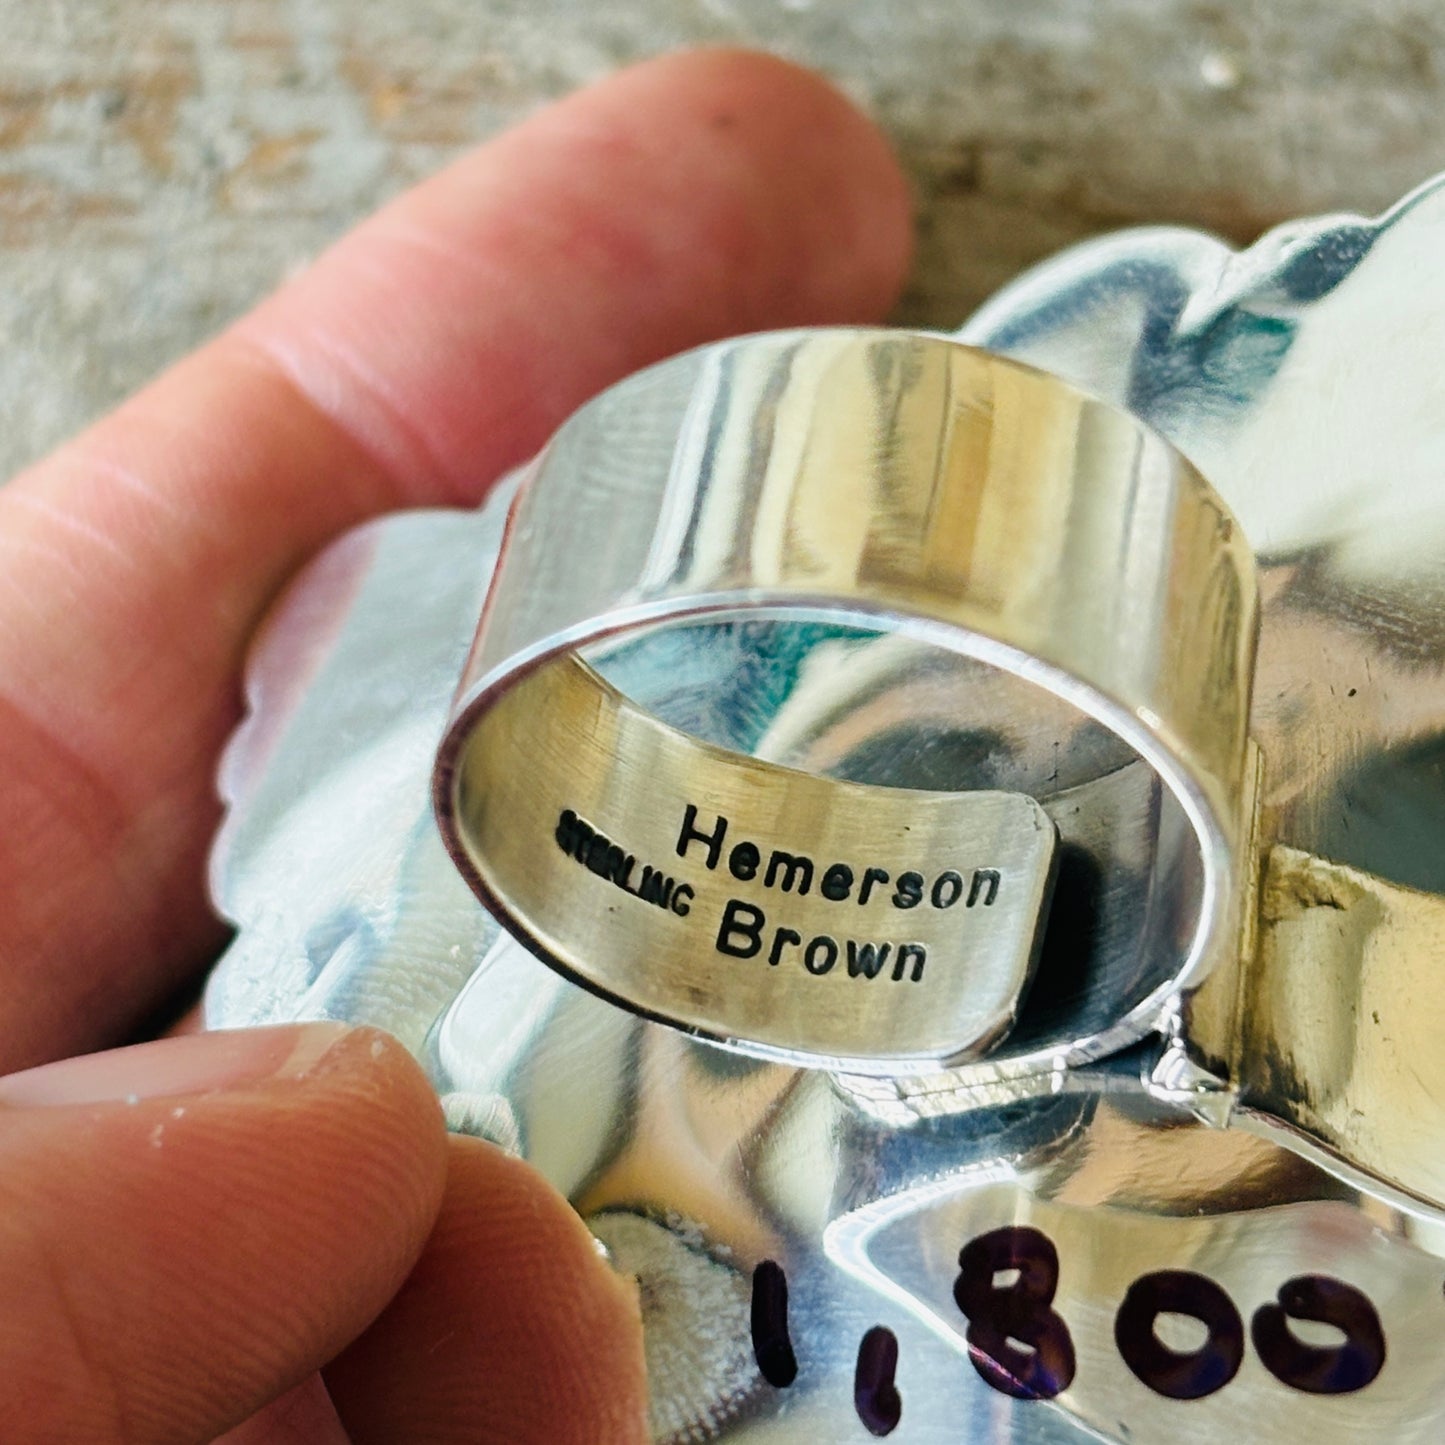 Hemerson
STERLING
Brown
1,800